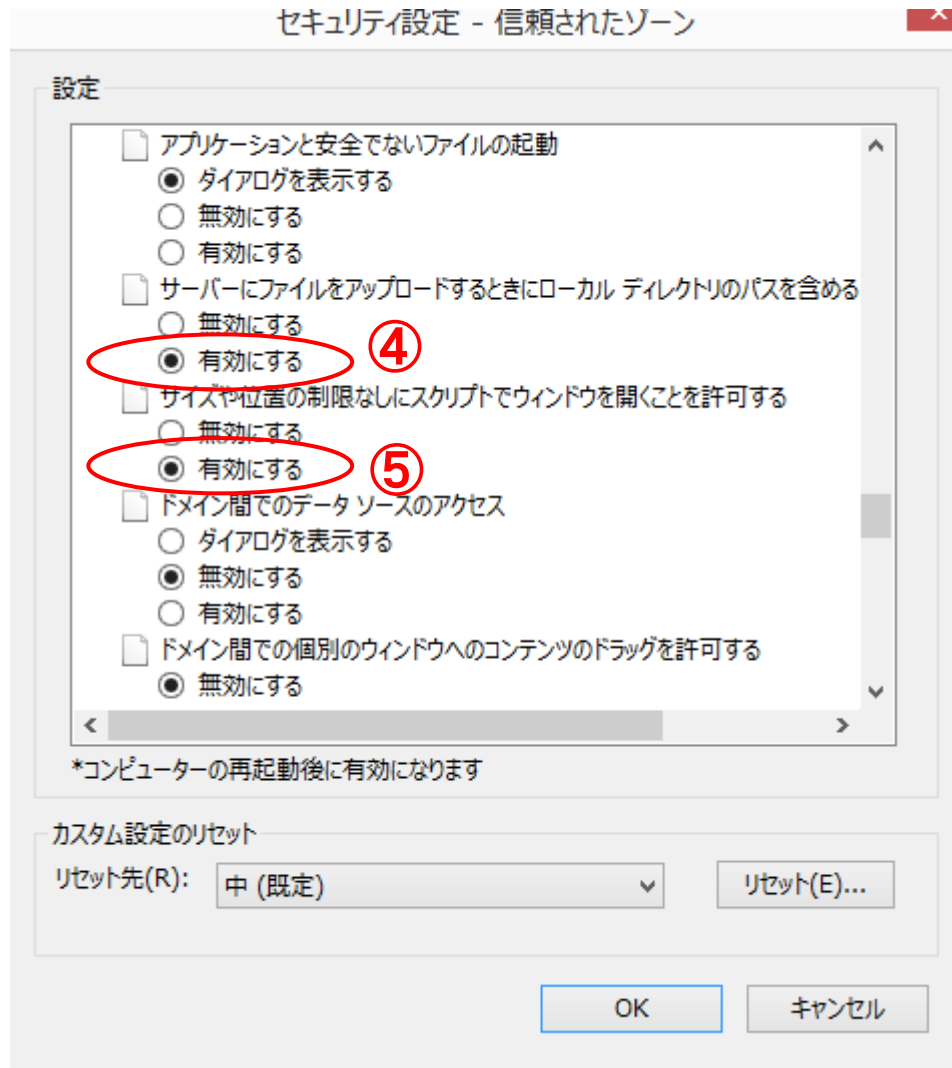 セキュリティ設定 - 信頼されたゾーン
設定
アプリケーションと安全でないファイルの起動
ダイアログを表示する
無効にする
有効にする
サーバーにファイルをアップロードするときにローカル ディレクトリのパスを含める
無効にする
有効にする
④
サイズや位置の制限なしにスクリプトでウィンドウを開くことを許可する
無効にする
有効にする
⑤
ドメイン間でのデータ ソースのアクセス
ダイアログを表示する
無効にする
有効にする
ドメイン間での個別のウィンドウへのコンテンツのドラッグを許可する
無効にする
*コンピューターの再起動後に有効になります
カスタム設定のリセット
リセット先(R):
中 (既定)
リセット(E)...
OK
キャンセル